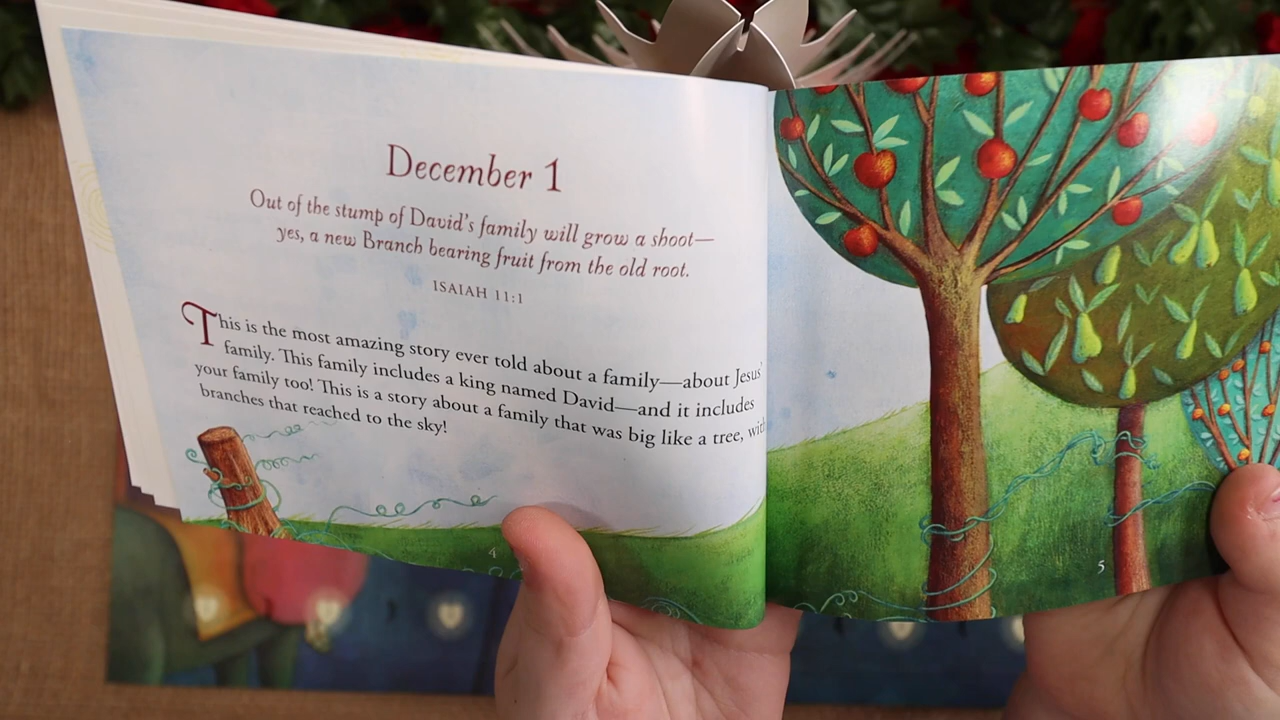 December 1
Out of the stump of David's family will grow a shoot—
yes, a new Branch bearing fruit from the old root.
ISAIAH 11:1
This is the most amazing story ever told about a family—about Jesus'
family. This family includes a king named David—and it includes
your family too! This is a story about a family that was big like a tree, with
branches that reached to the sky!
4
5